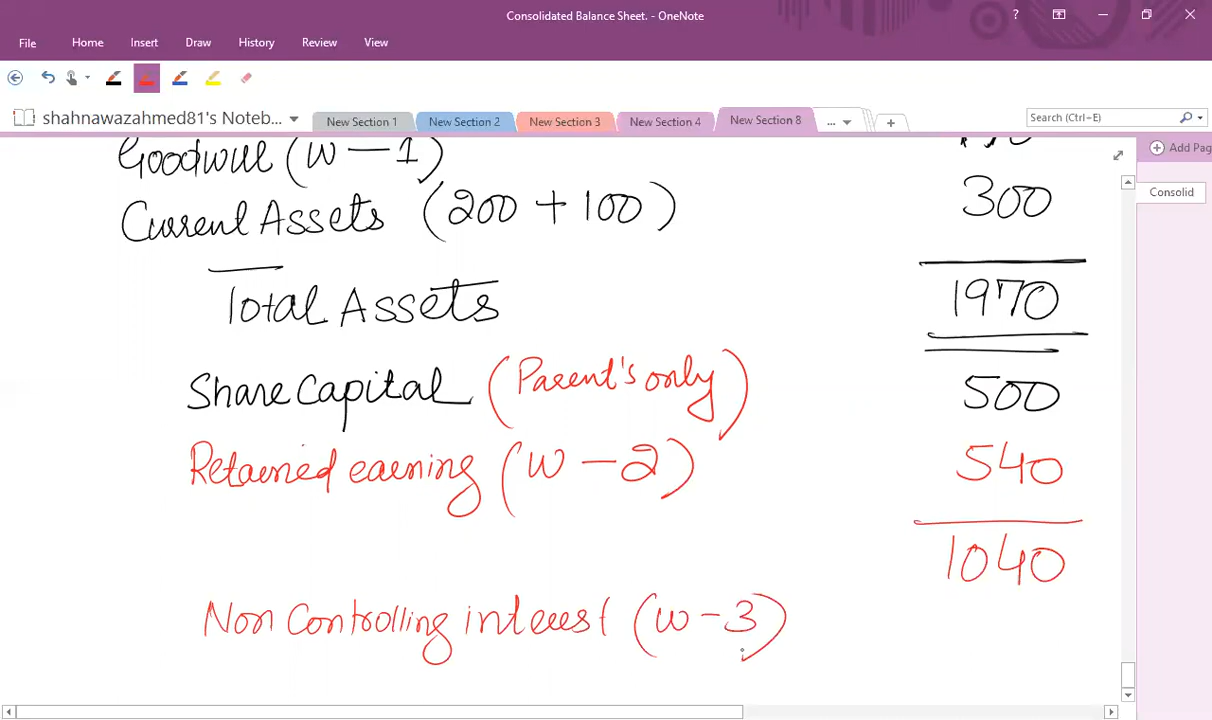 Consolidated Balance Sheet. - OneNote
File Home Insert Draw History Review View
shahnawazahmed81's Noteb... New Section 1 New Section 2 New Section 3 New Section 4 New Section 8 ... Search (Ctrl+E)
Add Pag
Consolid
Goodwill (W-1)
Current Assets (200 + 100) 300
Total Assets 1970
Share Capital (Parent's only) 500
Retained earning (W-2) 540
1040
Non Controlling interest (W-3)